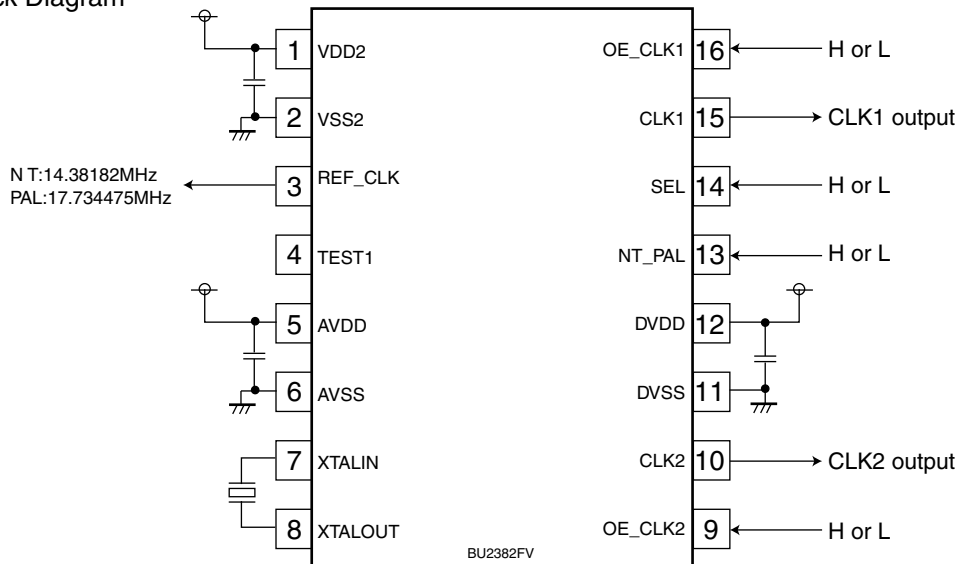 ck Diagram
1 VDD2
2 VSS2
N T:14.38182MHz
PAL:17.734475MHz
3 REF_CLK
4 TEST1
5 AVDD
6 AVSS
7 XTALIN
8 XTALOUT
OE_CLK1 16 H or L
CLK1 15 CLK1 output
SEL 14 H or L
NT_PAL 13 H or L
DVDD 12
DVSS 11
CLK2 10 CLK2 output
OE_CLK2 9 H or L
BU2382FV